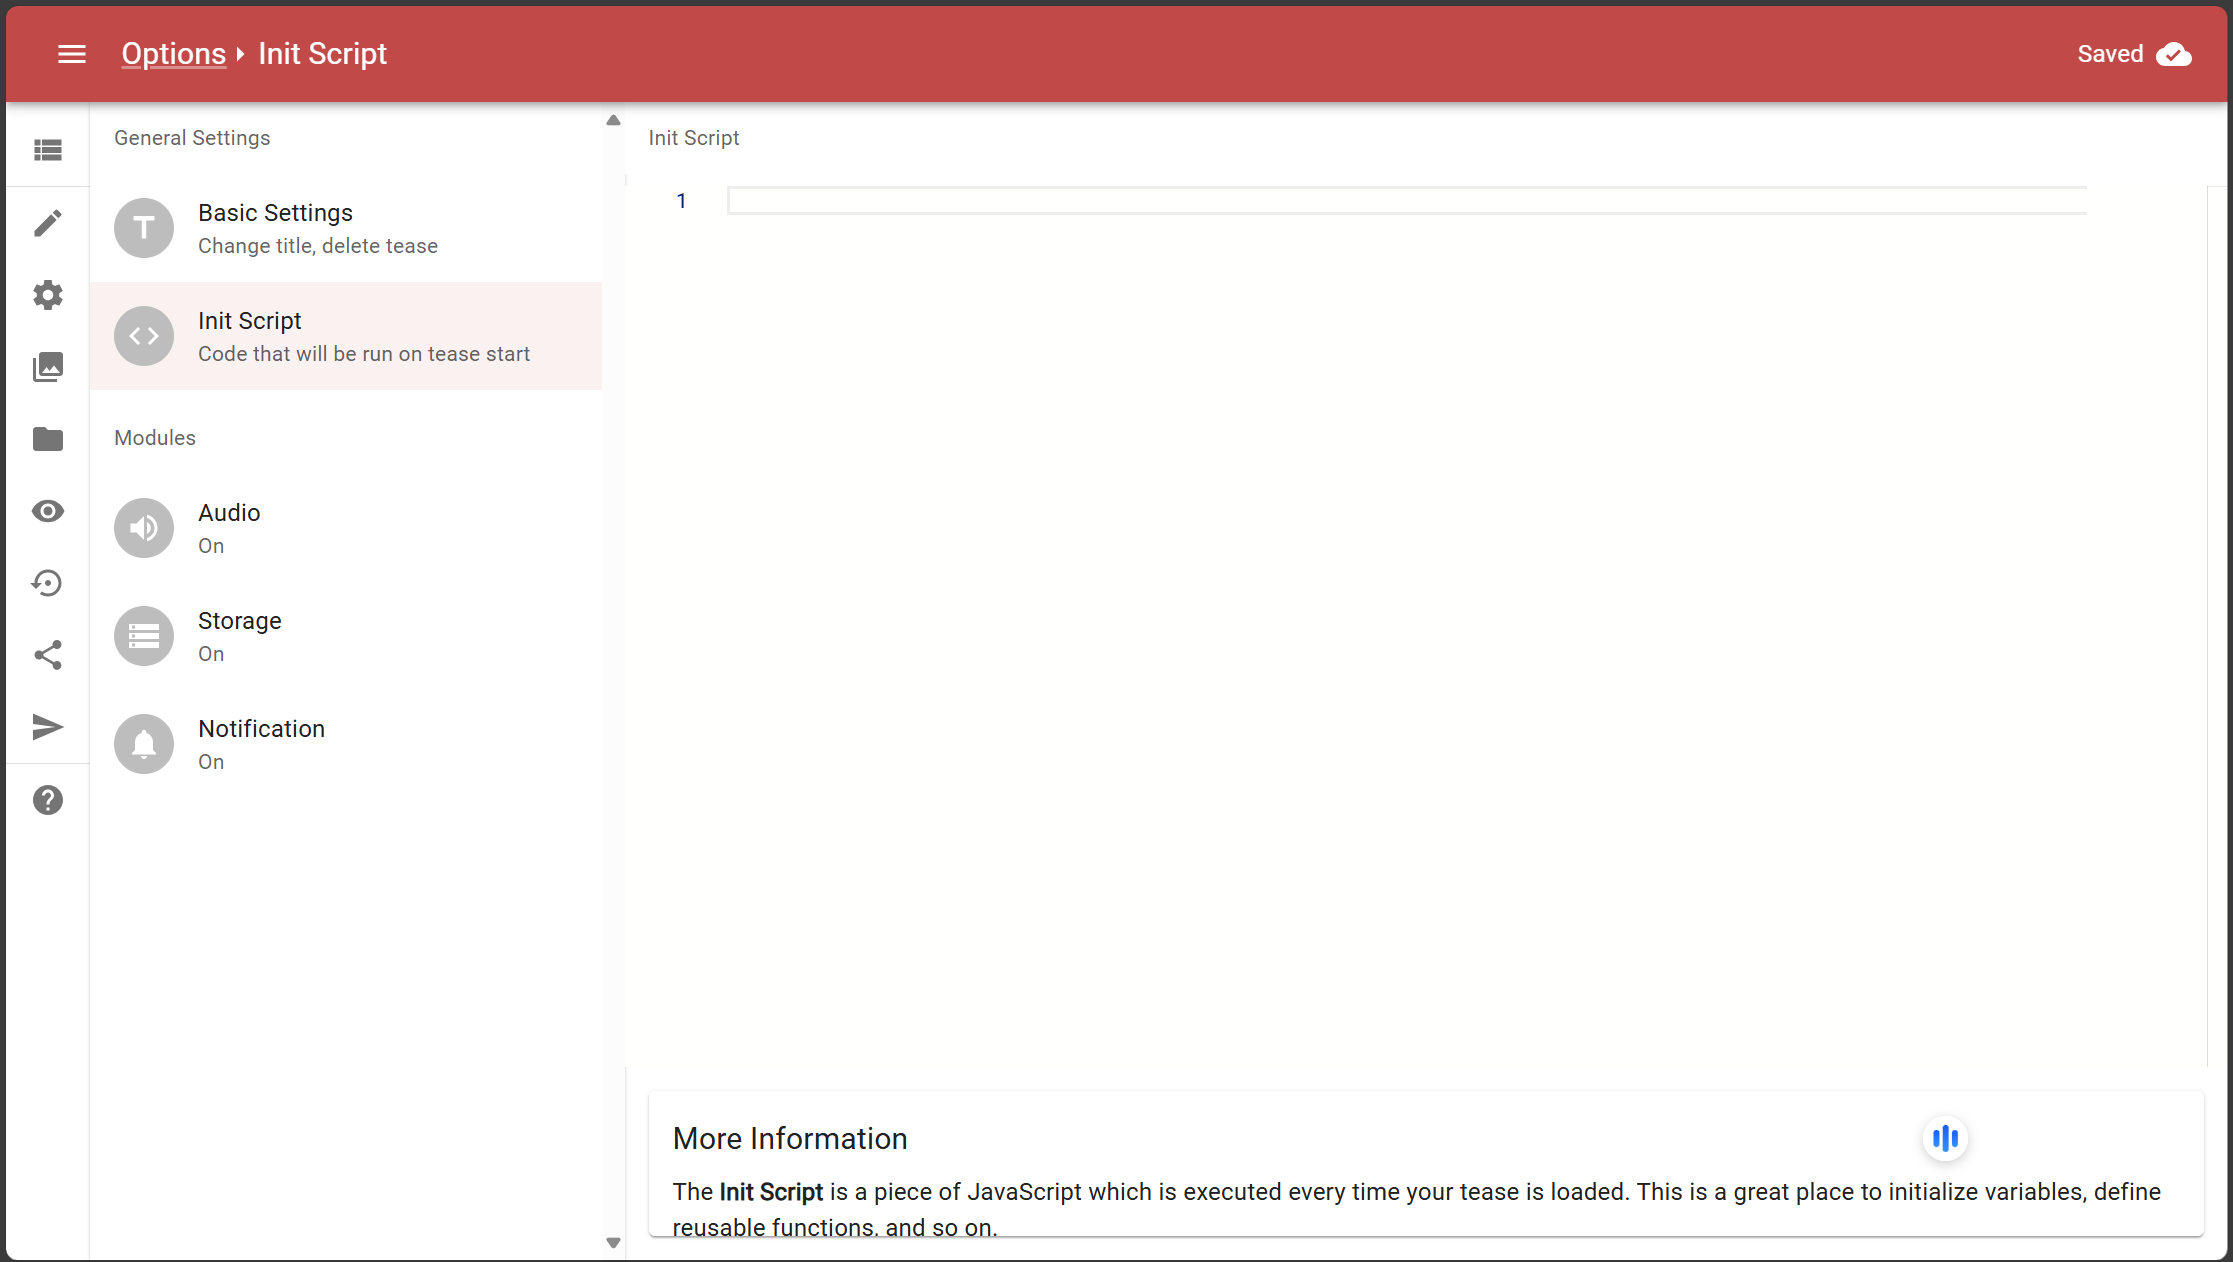 Options Init Script
Saved
General Settings
Basic Settings
Change title, delete tease
Init Script
Code that will be run on tease start
Modules
Audio
On
Storage
On
Notification
On
Init Script
1
More Information
The Init Script is a piece of JavaScript which is executed every time your tease is loaded. This is a great place to initialize variables, define
reusable functions, and so on.